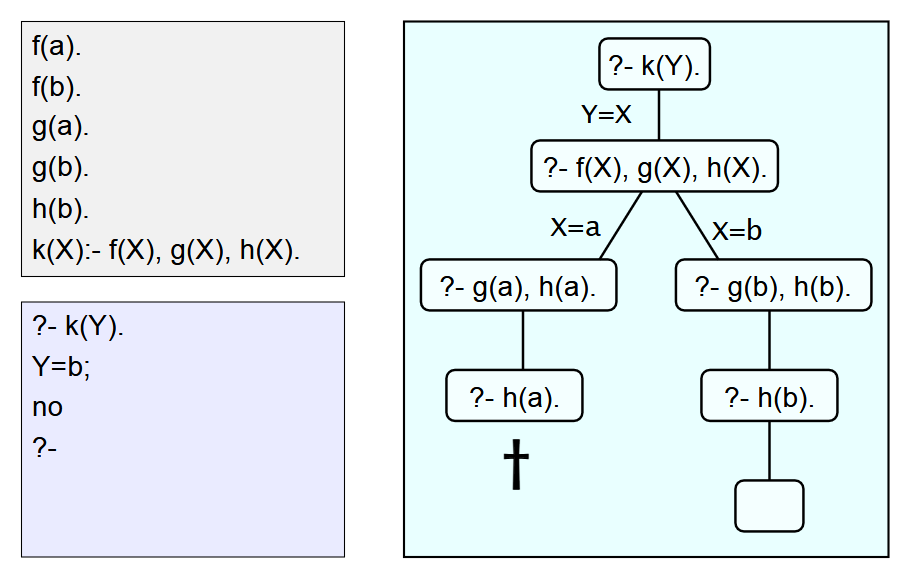 f(a).
f(b).
g(a).
g(b).
h(b).
k(X):- f(X), g(X), h(X).
?- k(Y).
Y=b;
no
?-
?- k(Y).
Y=X
?- f(X), g(X), h(X).
X=a
X=b
?- g(a), h(a).
?- g(b), h(b).
?- h(a).
?- h(b).
†